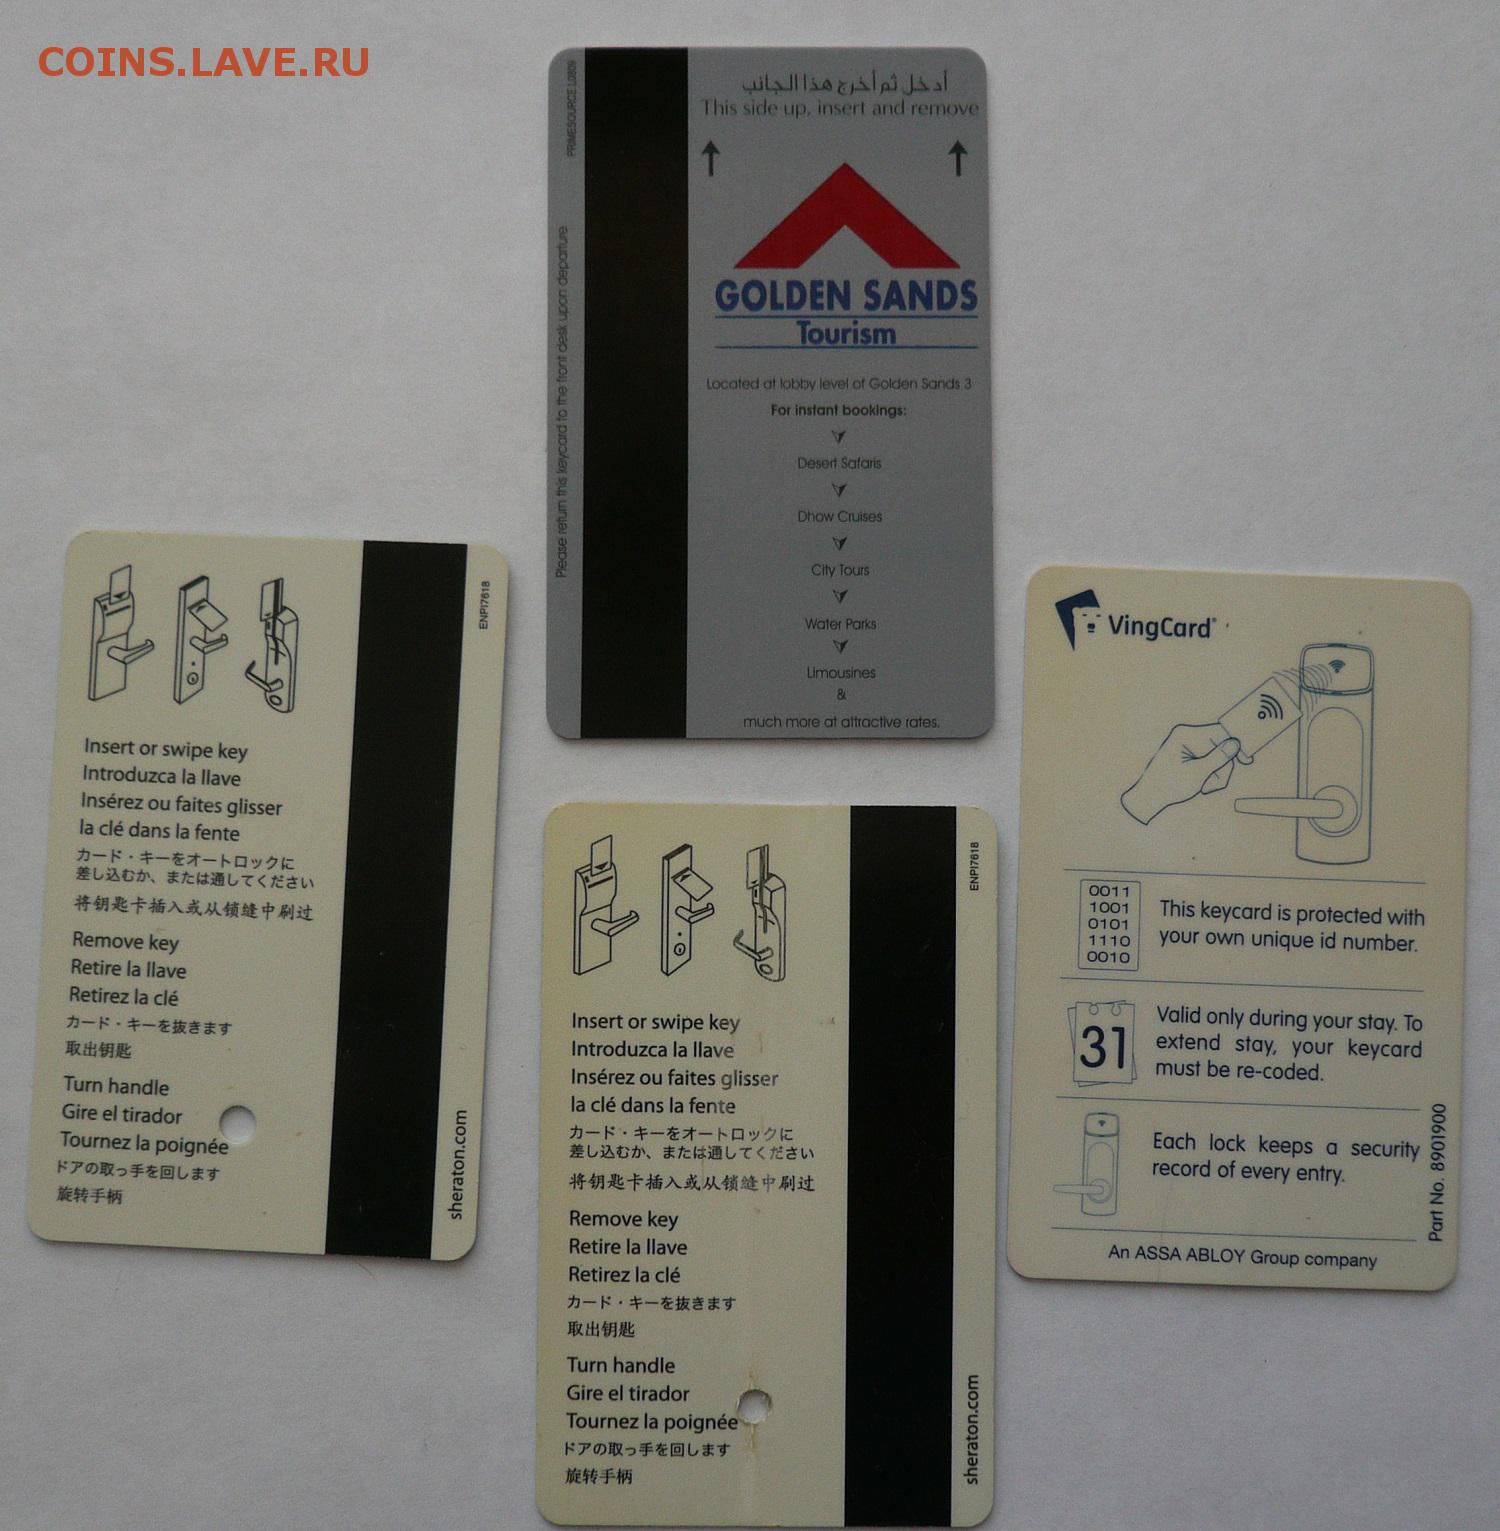 COINS.LAVE.RU
PRIMESOURCE L0809
Please return this keycard to the front desk upon departure
أدخل ثم أخرج هذا الجانب
This side up, insert and remove
GOLDEN SANDS
Tourism
Located at lobby level of Golden Sands 3
For instant bookings:
Desert Safaris
Dhow Cruises
City Tours
Water Parks
Limousines
&
much more at attractive rates.
Insert or swipe key
Introduzca la llave
Insérez ou faites glisser
la clé dans la fente
カード・キーをオートロックに
差し込むか、または通してください
将钥匙卡插入或从锁缝中刷过
Remove key
Retire la llave
Retirez la clé
カード・キーを抜きます
取出钥匙
Turn handle
Gire el tirador
Tournez la poignée
ドアの取っ手を回します
旋转手柄
ENPI7618
sheraton.com
Insert or swipe key
Introduzca la llave
Insérez ou faites glisser
la clé dans la fente
カード・キーをオートロックに
差し込むか、または通してください
将钥匙卡插入或从锁缝中刷过
Remove key
Retire la llave
Retirez la clé
カード・キーを抜きます
取出钥匙
Turn handle
Gire el tirador
Tournez la poignée
ドアの取っ手を回します
旋转手柄
ENPI7618
sheraton.com
VingCard®
0011
1001
0101
1110
0010
This keycard is protected with
your own unique id number.
31
Valid only during your stay. To
extend stay, your keycard
must be re-coded.
Each lock keeps a security
record of every entry.
An ASSA ABLOY Group company
Part No. 8901900